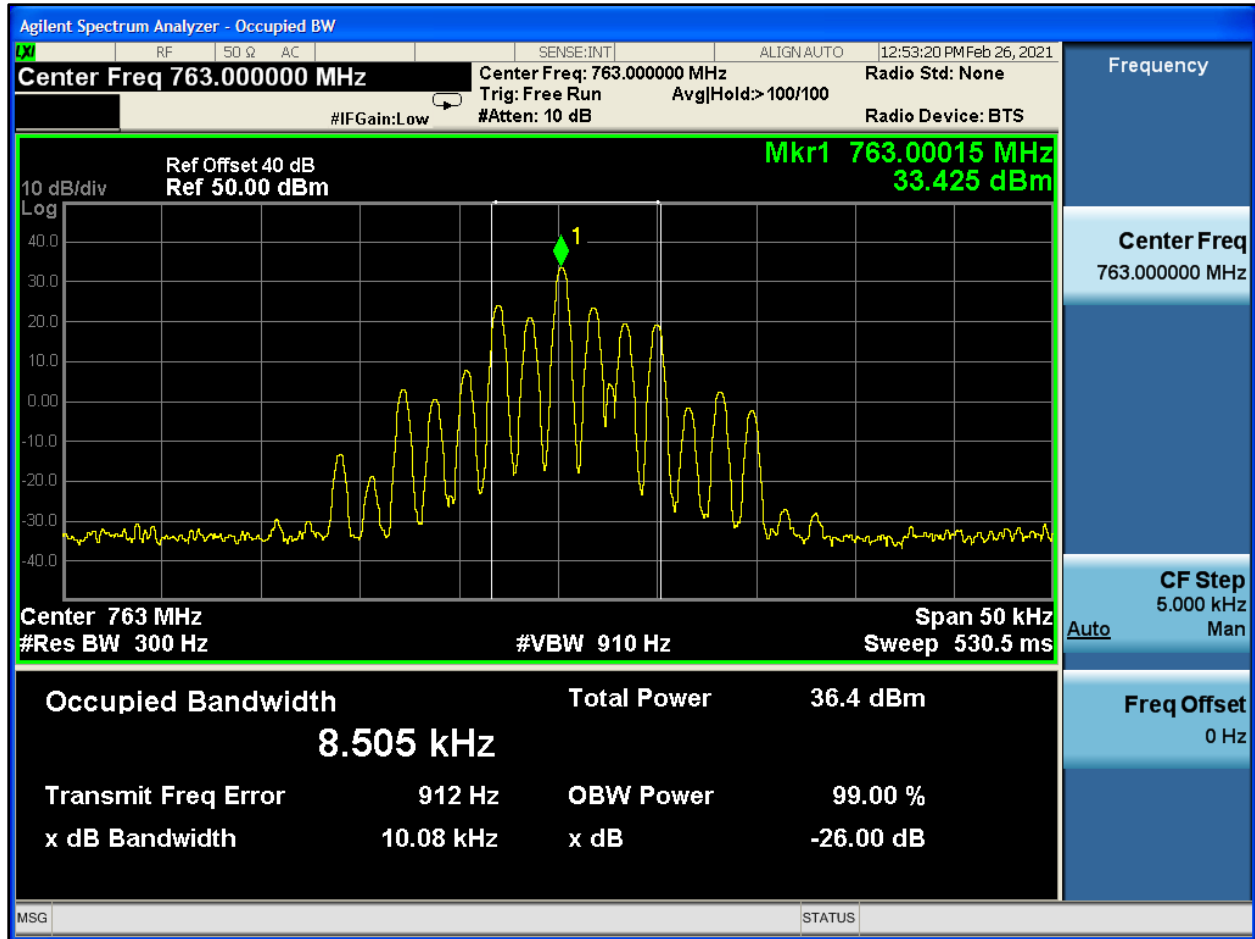 Agilent Spectrum Analyzer - Occupied BW
LXI RF 50 Ω AC SENSE:INT ALIGN AUTO 12:53:20 PM Feb 26, 2021
Center Freq 763.000000 MHz
Center Freq: 763.000000 MHz Radio Std: None
Trig: Free Run Avg|Hold:>100/100
#IFGain:Low #Atten: 10 dB Radio Device: BTS
Mkr1 763.00015 MHz
33.425 dBm
Ref Offset 40 dB
10 dB/div Ref 50.00 dBm
Log
40.0
30.0
20.0
10.0
0.00
-10.0
-20.0
-30.0
-40.0
1
Center 763 MHz Span 50 kHz
#Res BW 300 Hz #VBW 910 Hz Sweep 530.5 ms
Occupied Bandwidth Total Power 36.4 dBm
8.505 kHz
Transmit Freq Error 912 Hz OBW Power 99.00 %
x dB Bandwidth 10.08 kHz x dB -26.00 dB
MSG STATUS
Frequency
Center Freq
763.000000 MHz
CF Step
5.000 kHz
Auto Man
Freq Offset
0 Hz